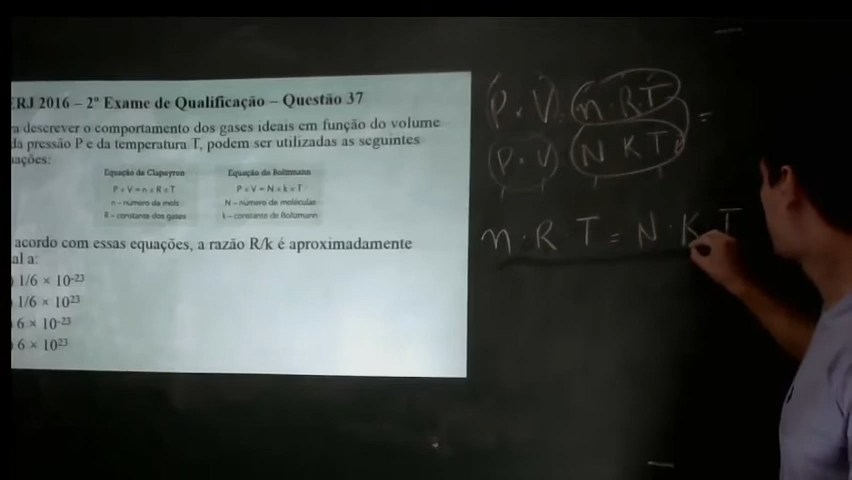 ERJ 2016 – 2º Exame de Qualificação – Questão 37
a descrever o comportamento dos gases ideais em função do volume
da pressão P e da temperatura T, podem ser utilizadas as seguintes
ações:
Equação de Clapeyron
P × V = n × R × T
n – número de mols
R – constante dos gases
Equação de Boltzmann
P × V = N × k × T
N – número de moléculas
k – constante de Boltzmann
acordo com essas equações, a razão R/k é aproximadamente
al a:
1/6 × 10-23
1/6 × 1023
6 × 10-23
6 × 1023
P . V = n . R . T =
P . V = N K T
n . R . T = N . K . T